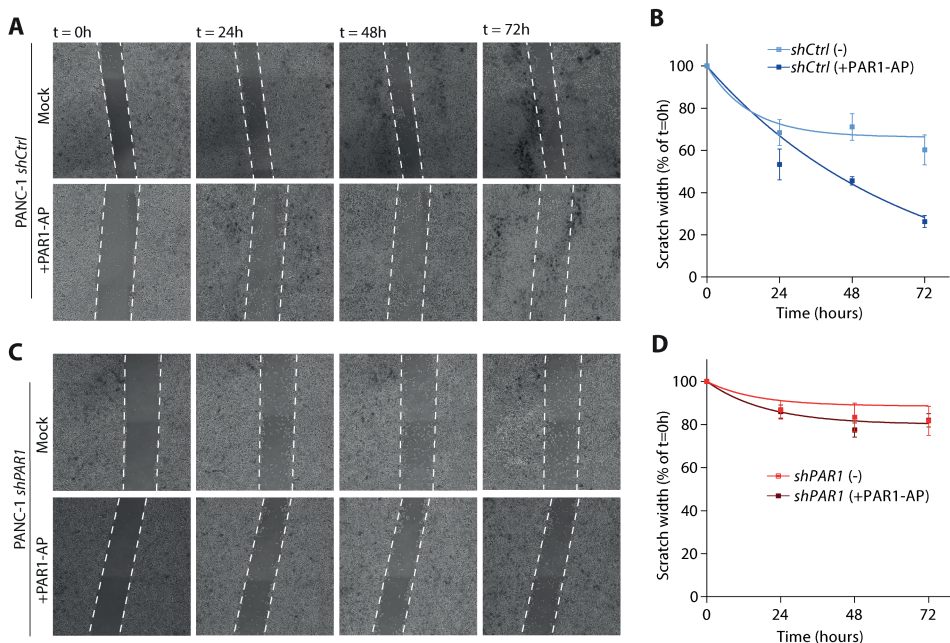 A
t = 0h
t = 24h
t = 48h
t = 72h
PANC-1 shCtrl
Mock
+PAR1-AP
B
shCtrl (-)
shCtrl (+PAR1-AP)
Scratch width (% of t=0h)
100
80
60
40
20
0
0
24
48
72
Time (hours)
C
PANC-1 shPAR1
Mock
+PAR1-AP
D
shPAR1 (-)
shPAR1 (+PAR1-AP)
Scratch width (% of t=0h)
100
80
60
40
20
0
0
24
48
72
Time (hours)